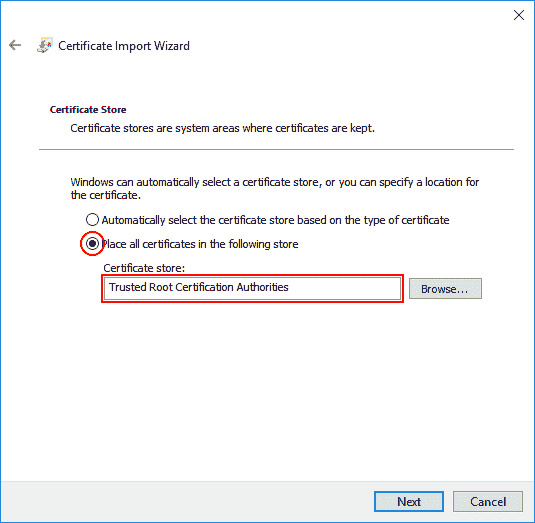 Certificate Import Wizard
Certificate Store
Certificate stores are system areas where certificates are kept.
Windows can automatically select a certificate store, or you can specify a location for
the certificate.
Automatically select the certificate store based on the type of certificate
Place all certificates in the following store
Certificate store:
Trusted Root Certification Authorities
Browse...
Next
Cancel